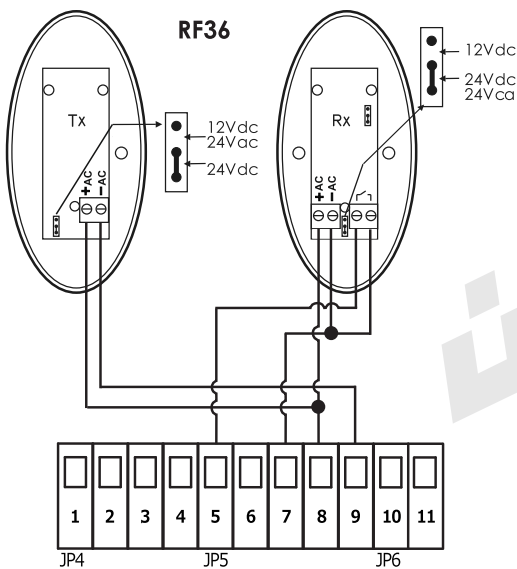 RF36
Tx
12Vdc
24Vac
24Vdc
+AC
−AC
Rx
12Vdc
24Vdc
24Vca
+AC
−AC
1 2 3 4 5 6 7 8 9 10 11
JP4 JP5 JP6